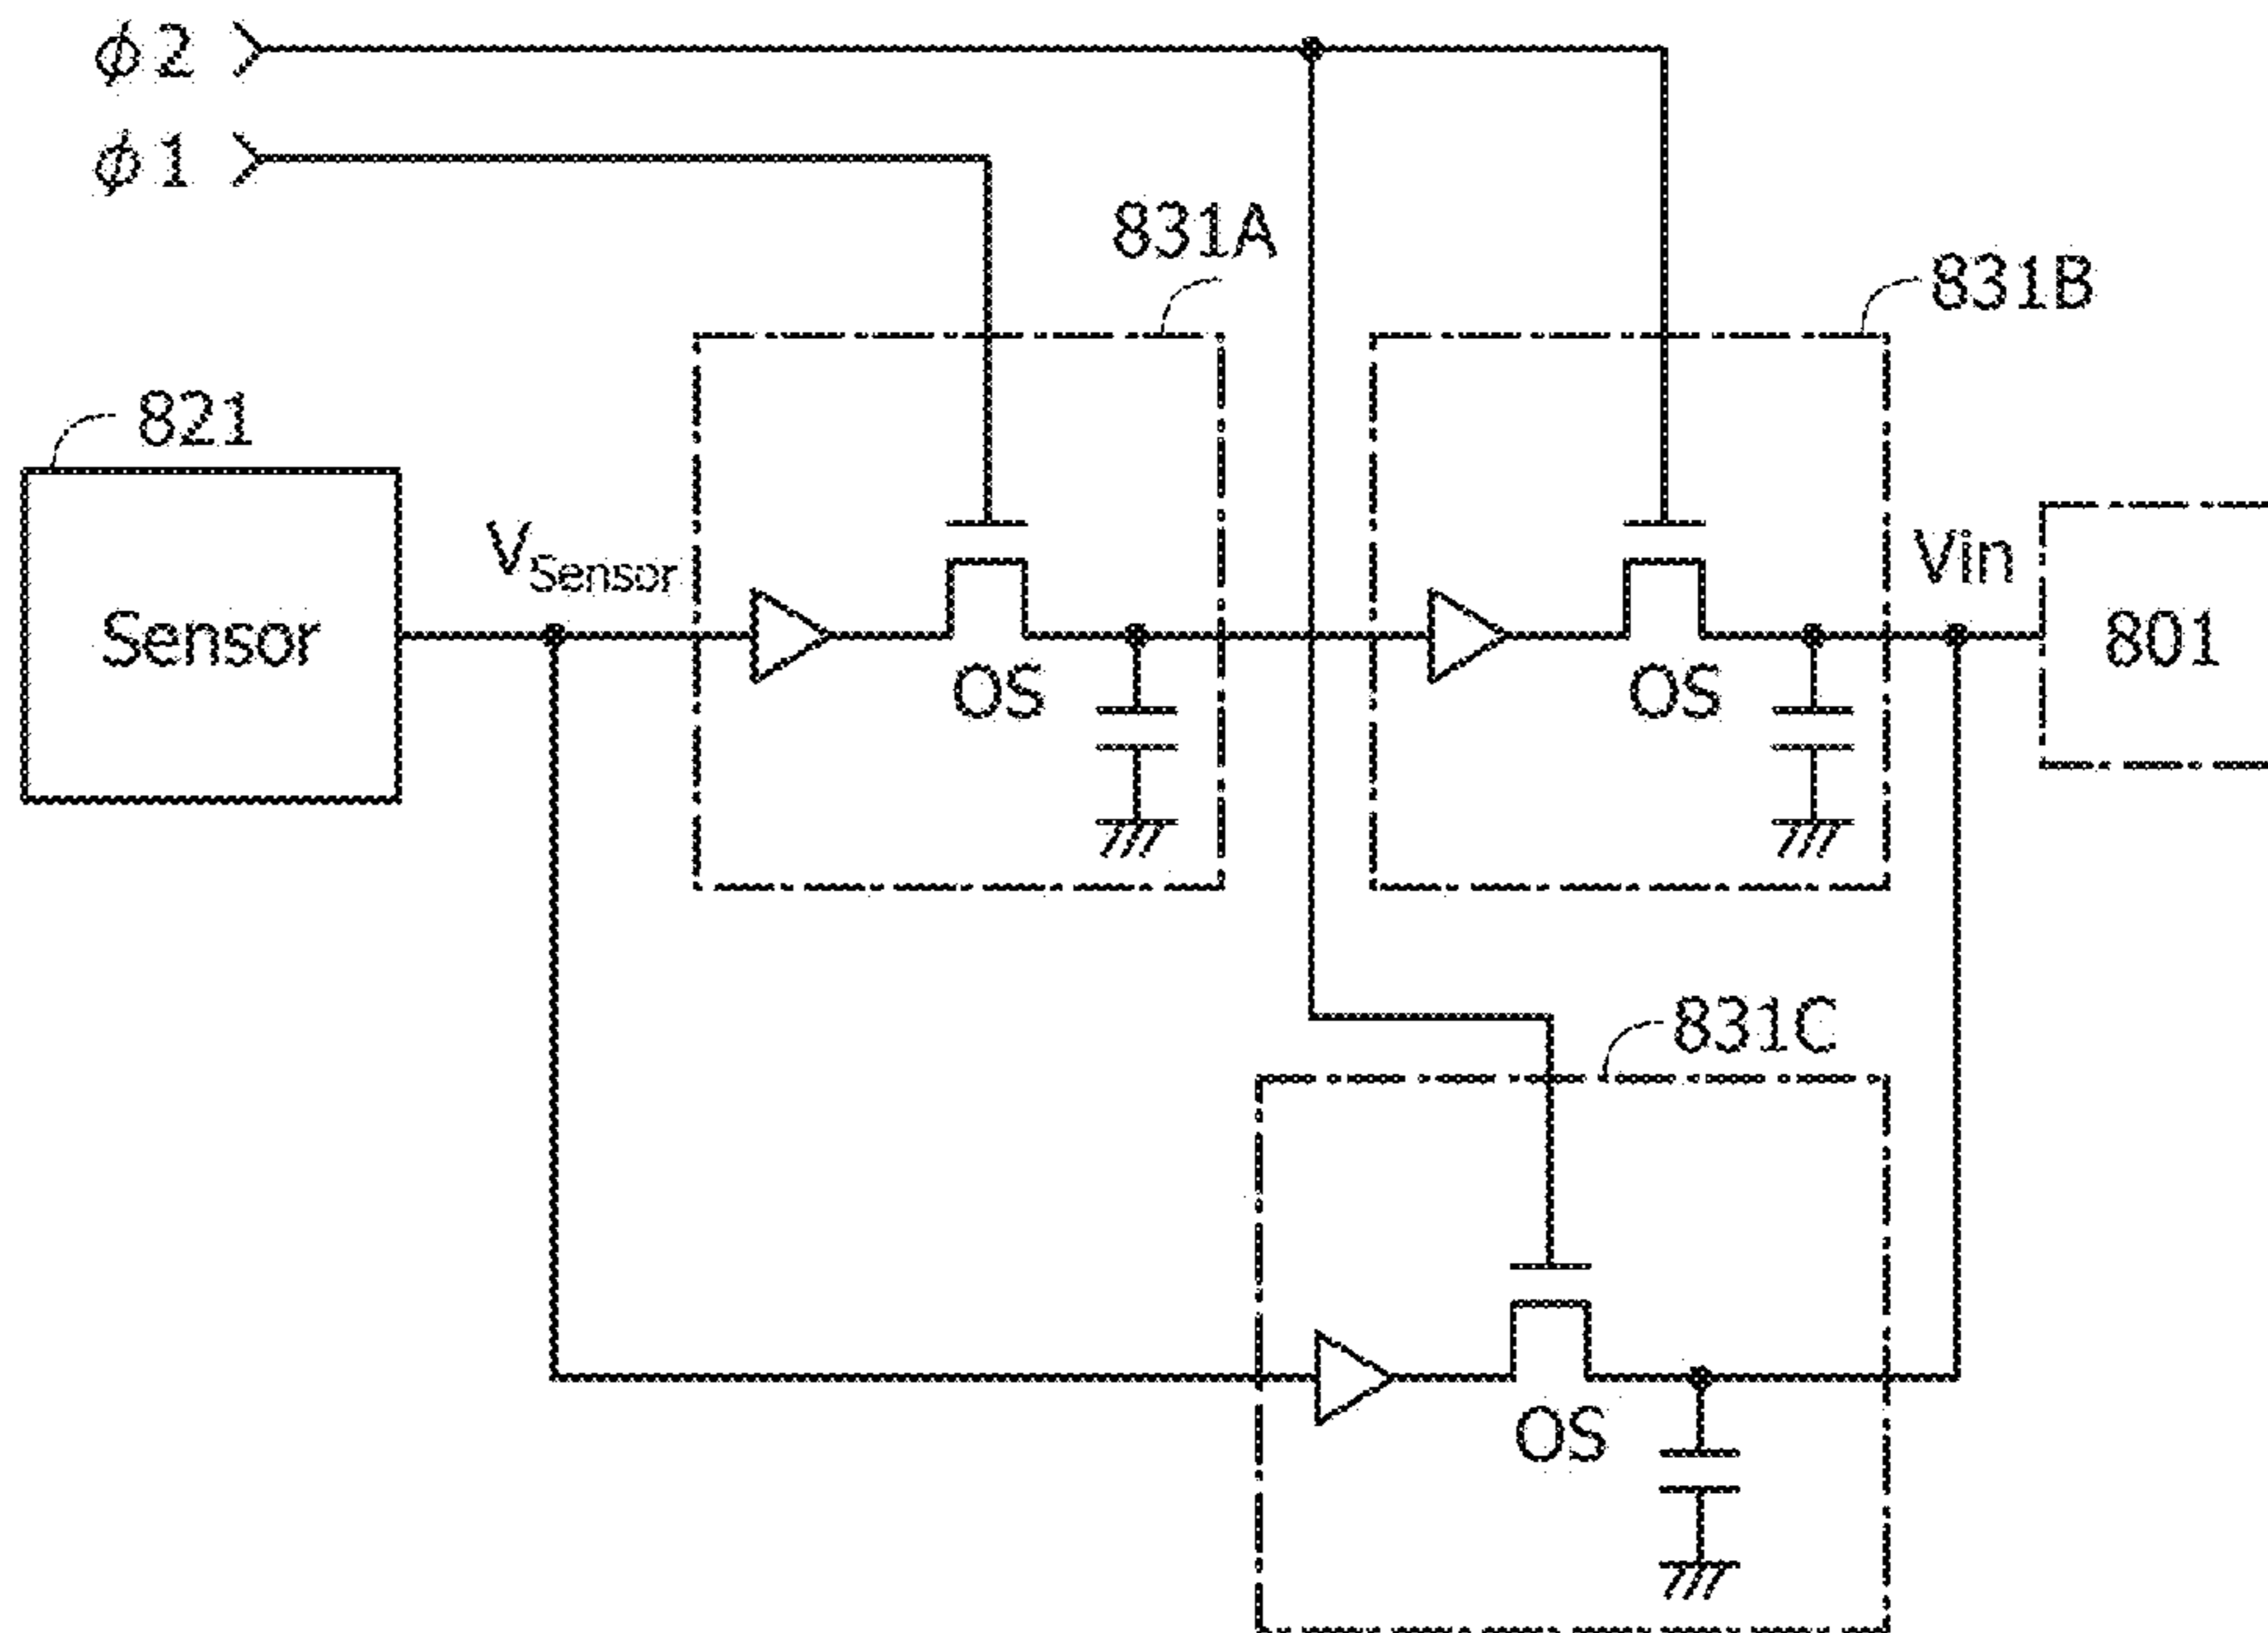 ϕ2
ϕ1
831A
831B
821
V_Sensor
Vin
Sensor
801
OS
OS
831C
OS